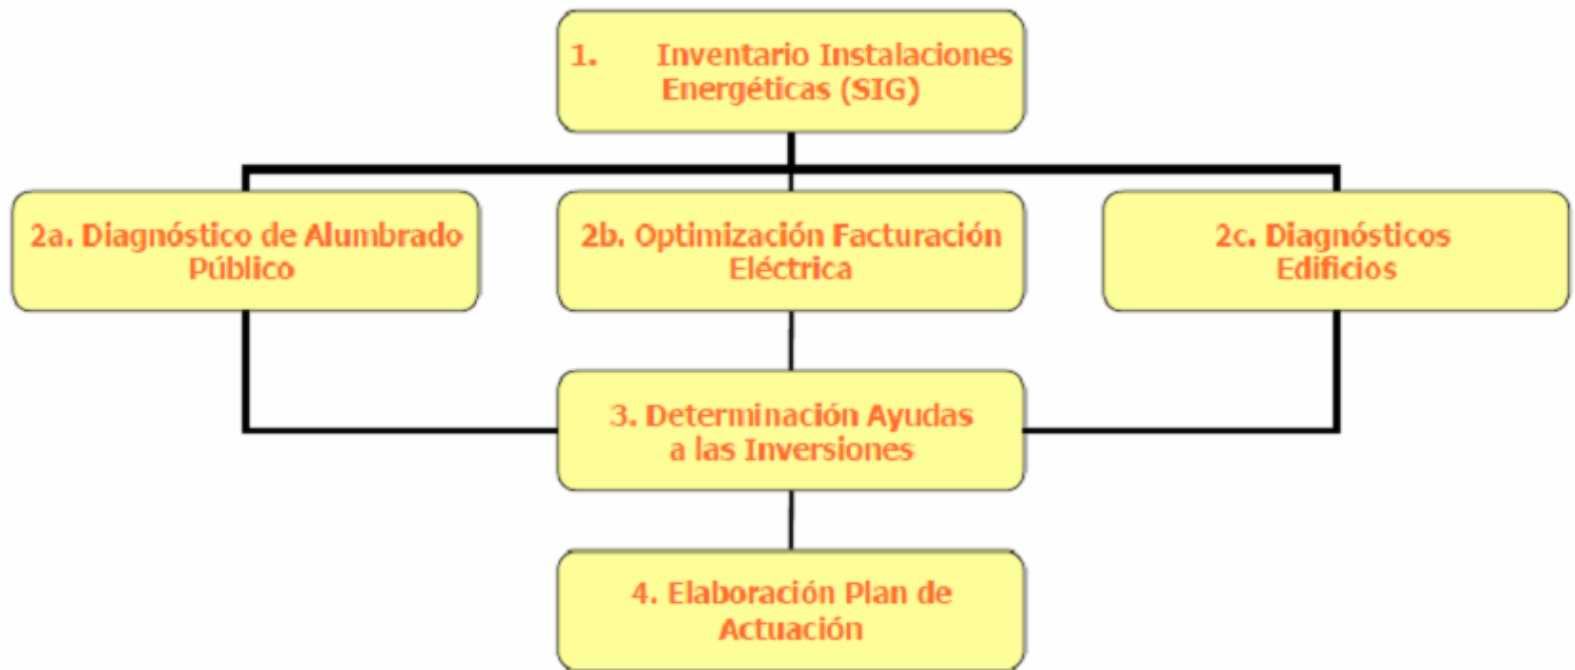 1. Inventario Instalaciones
Energéticas (SIG)
2a. Diagnóstico de Alumbrado
Público
2b. Optimización Facturación
Eléctrica
2c. Diagnósticos
Edificios
3. Determinación Ayudas
a las Inversiones
4. Elaboración Plan de
Actuación